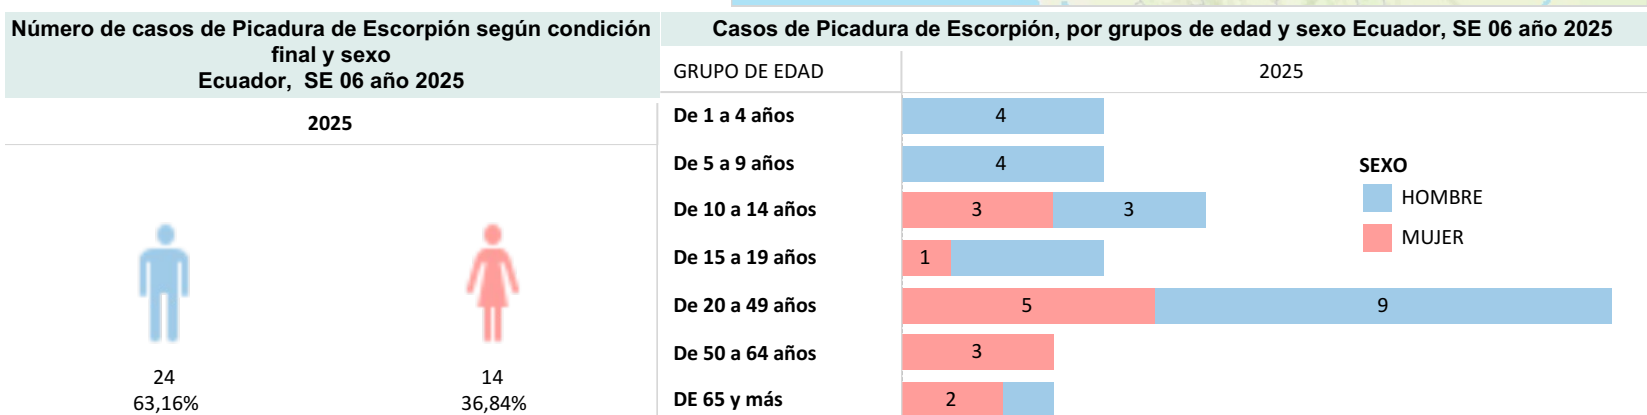 Número de casos de Picadura de Escorpión según condición
final y sexo
Ecuador, SE 06 año 2025
2025
24
63,16%
14
36,84%
Casos de Picadura de Escorpión, por grupos de edad y sexo Ecuador, SE 06 año 2025
GRUPO DE EDAD
2025
De 1 a 4 años
4
De 5 a 9 años
4
De 10 a 14 años
3
3
De 15 a 19 años
1
De 20 a 49 años
5
9
De 50 a 64 años
3
DE 65 y más
2
SEXO
HOMBRE
MUJER